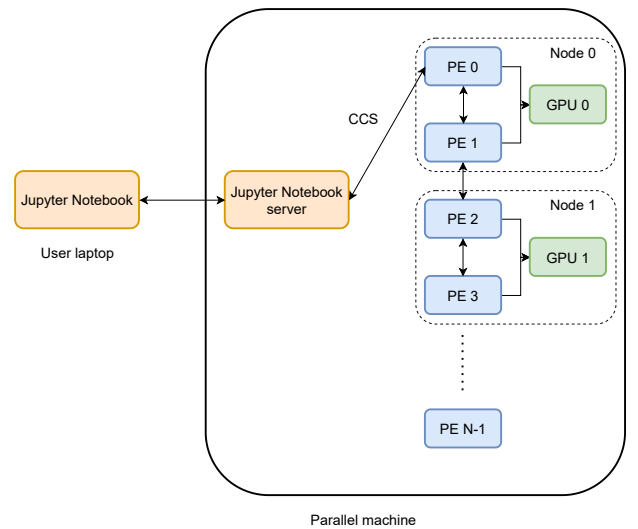 Node 0
PE 0
GPU 0
CCS
PE 1
Jupyter Notebook
Jupyter Notebook
server
User laptop
Node 1
PE 2
GPU 1
PE 3
PE N-1
Parallel machine